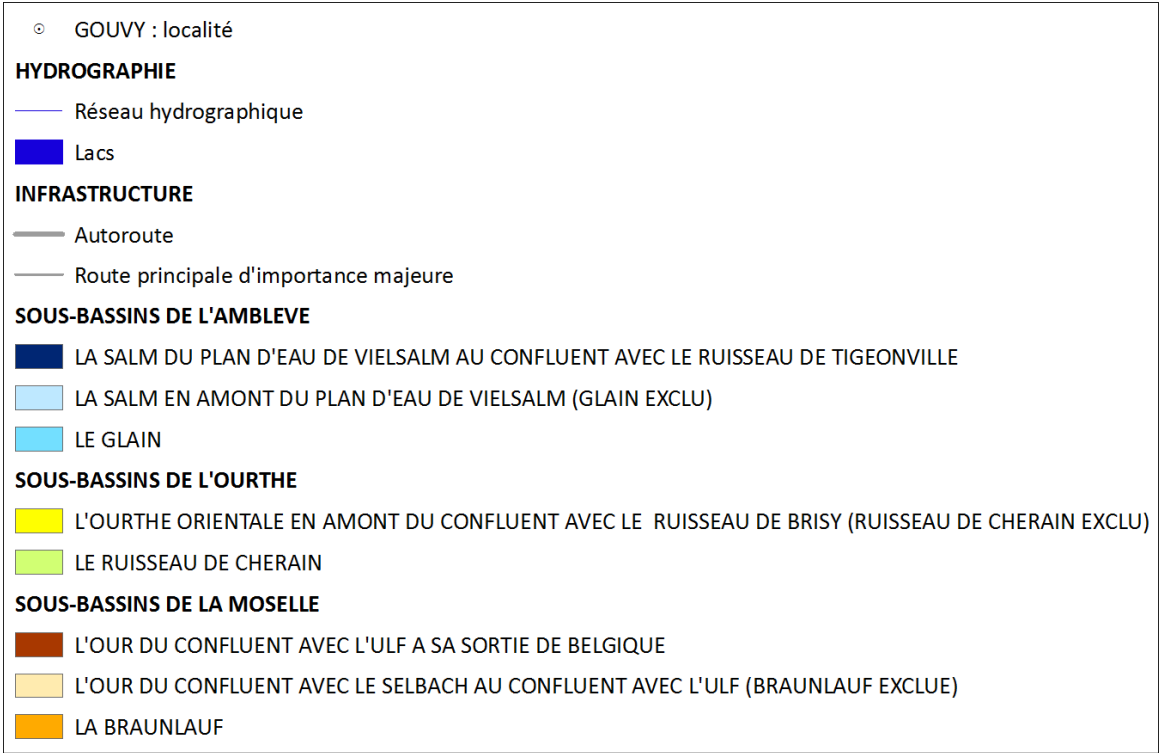 GOUVY : localité
HYDROGRAPHIE
Réseau hydrographique
Lacs
INFRASTRUCTURE
Autoroute
Route principale d'importance majeure
SOUS-BASSINS DE L'AMBLEVE
LA SALM DU PLAN D'EAU DE VIELSALM AU CONFLUENT AVEC LE RUISSEAU DE TIGEONVILLE
LA SALM EN AMONT DU PLAN D'EAU DE VIELSALM (GLAIN EXCLU)
LE GLAIN
SOUS-BASSINS DE L'OURTHE
L'OURTHE ORIENTALE EN AMONT DU CONFLUENT AVEC LE RUISSEAU DE BRISY (RUISSEAU DE CHERAIN EXCLU)
LE RUISSEAU DE CHERAIN
SOUS-BASSINS DE LA MOSELLE
L'OUR DU CONFLUENT AVEC L'ULF A SA SORTIE DE BELGIQUE
L'OUR DU CONFLUENT AVEC LE SELBACH AU CONFLUENT AVEC L'ULF (BRAUNLAUF EXCLUE)
LA BRAUNLAUF